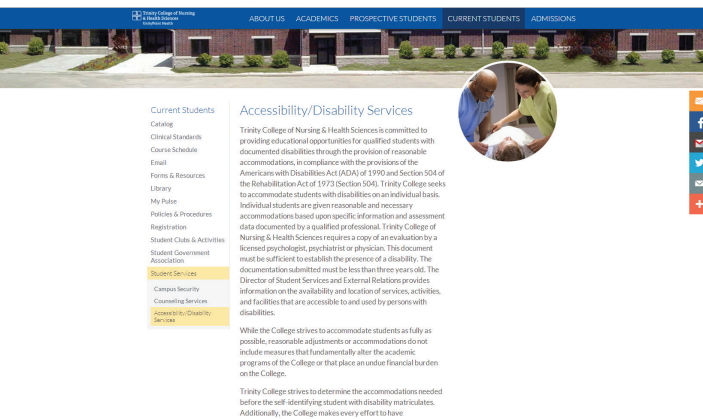 Trinity College of Nursing
& Health Sciences
UnityPoint Health
ABOUT US ACADEMICS PROSPECTIVE STUDENTS CURRENT STUDENTS ADMISSIONS
Current Students
Catalog
Clinical Standards
Course Schedule
Email
Forms & Resources
Library
My Pulse
Policies & Procedures
Registration
Student Clubs & Activities
Student Government
Association
Student Services
Campus Security
Counseling Services
Accessibility/Disability
Services
Accessibility/Disability Services
Trinity College of Nursing & Health Sciences is committed to
providing educational opportunities for qualified students with
documented disabilities through the provision of reasonable
accommodations, in compliance with the provisions of the
Americans with Disabilities Act (ADA) of 1990 and Section 504 of
the Rehabilitation Act of 1973 (Section 504). Trinity College seeks
to accommodate students with disabilities on an individual basis.
Individual students are given reasonable and necessary
accommodations based upon specific information and assessment
data documented by a qualified professional. Trinity College of
Nursing & Health Sciences requires a copy of an evaluation by a
licensed psychologist, psychiatrist or physician. This document
must be sufficient to establish the presence of a disability. The
documentation submitted must be less than three years old. The
Director of Student Services and External Relations provides
information on the availability and location of services, activities,
and facilities that are accessible to and used by persons with
disabilities.
While the College strives to accommodate students as fully as
possible, reasonable adjustments or accommodations do not
include measures that fundamentally alter the academic
programs of the College or that place an undue financial burden
on the College.
Trinity College strives to determine the accommodations needed
before the self-identifying student with disability matriculates.
Additionally, the College makes every effort to have